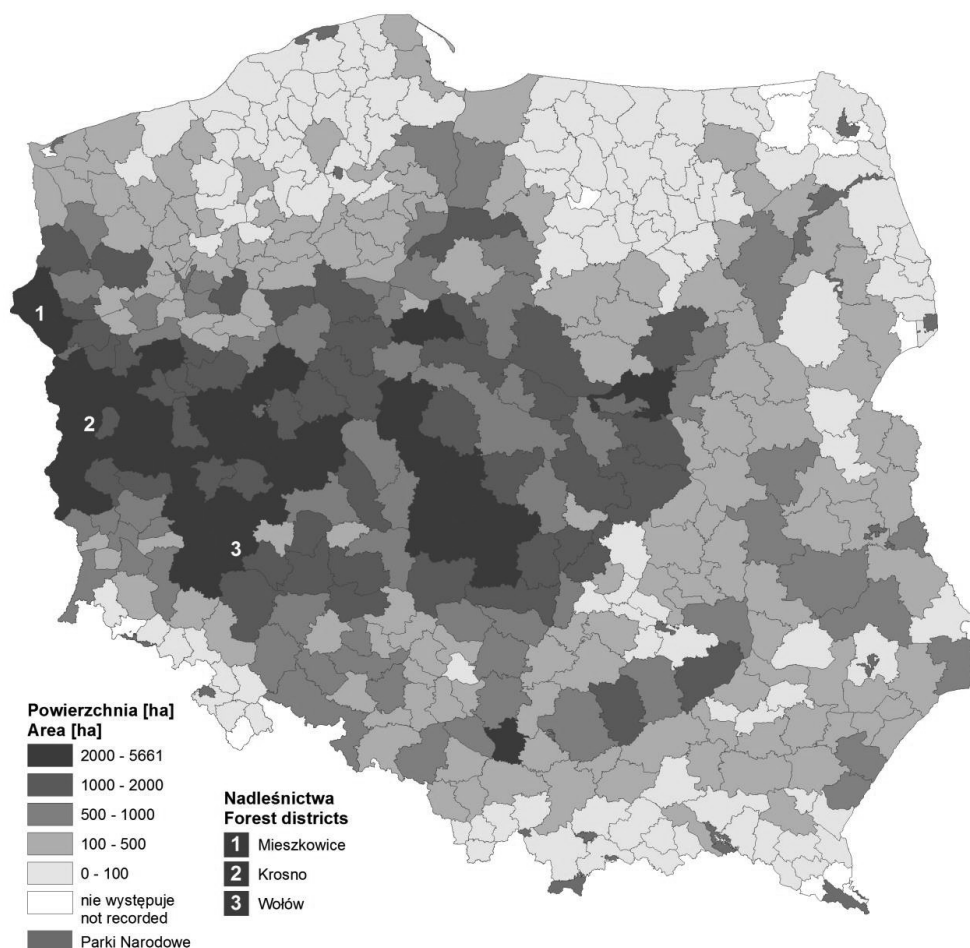 1
2
3
Powierzchnia [ha]
Area [ha]
2000 - 5661
1000 - 2000
500 - 1000
100 - 500
0 - 100
nie występuje
not recorded
Parki Narodowe
Nadleśnictwa
Forest districts
1 Mieszkowice
2 Krosno
3 Wołów